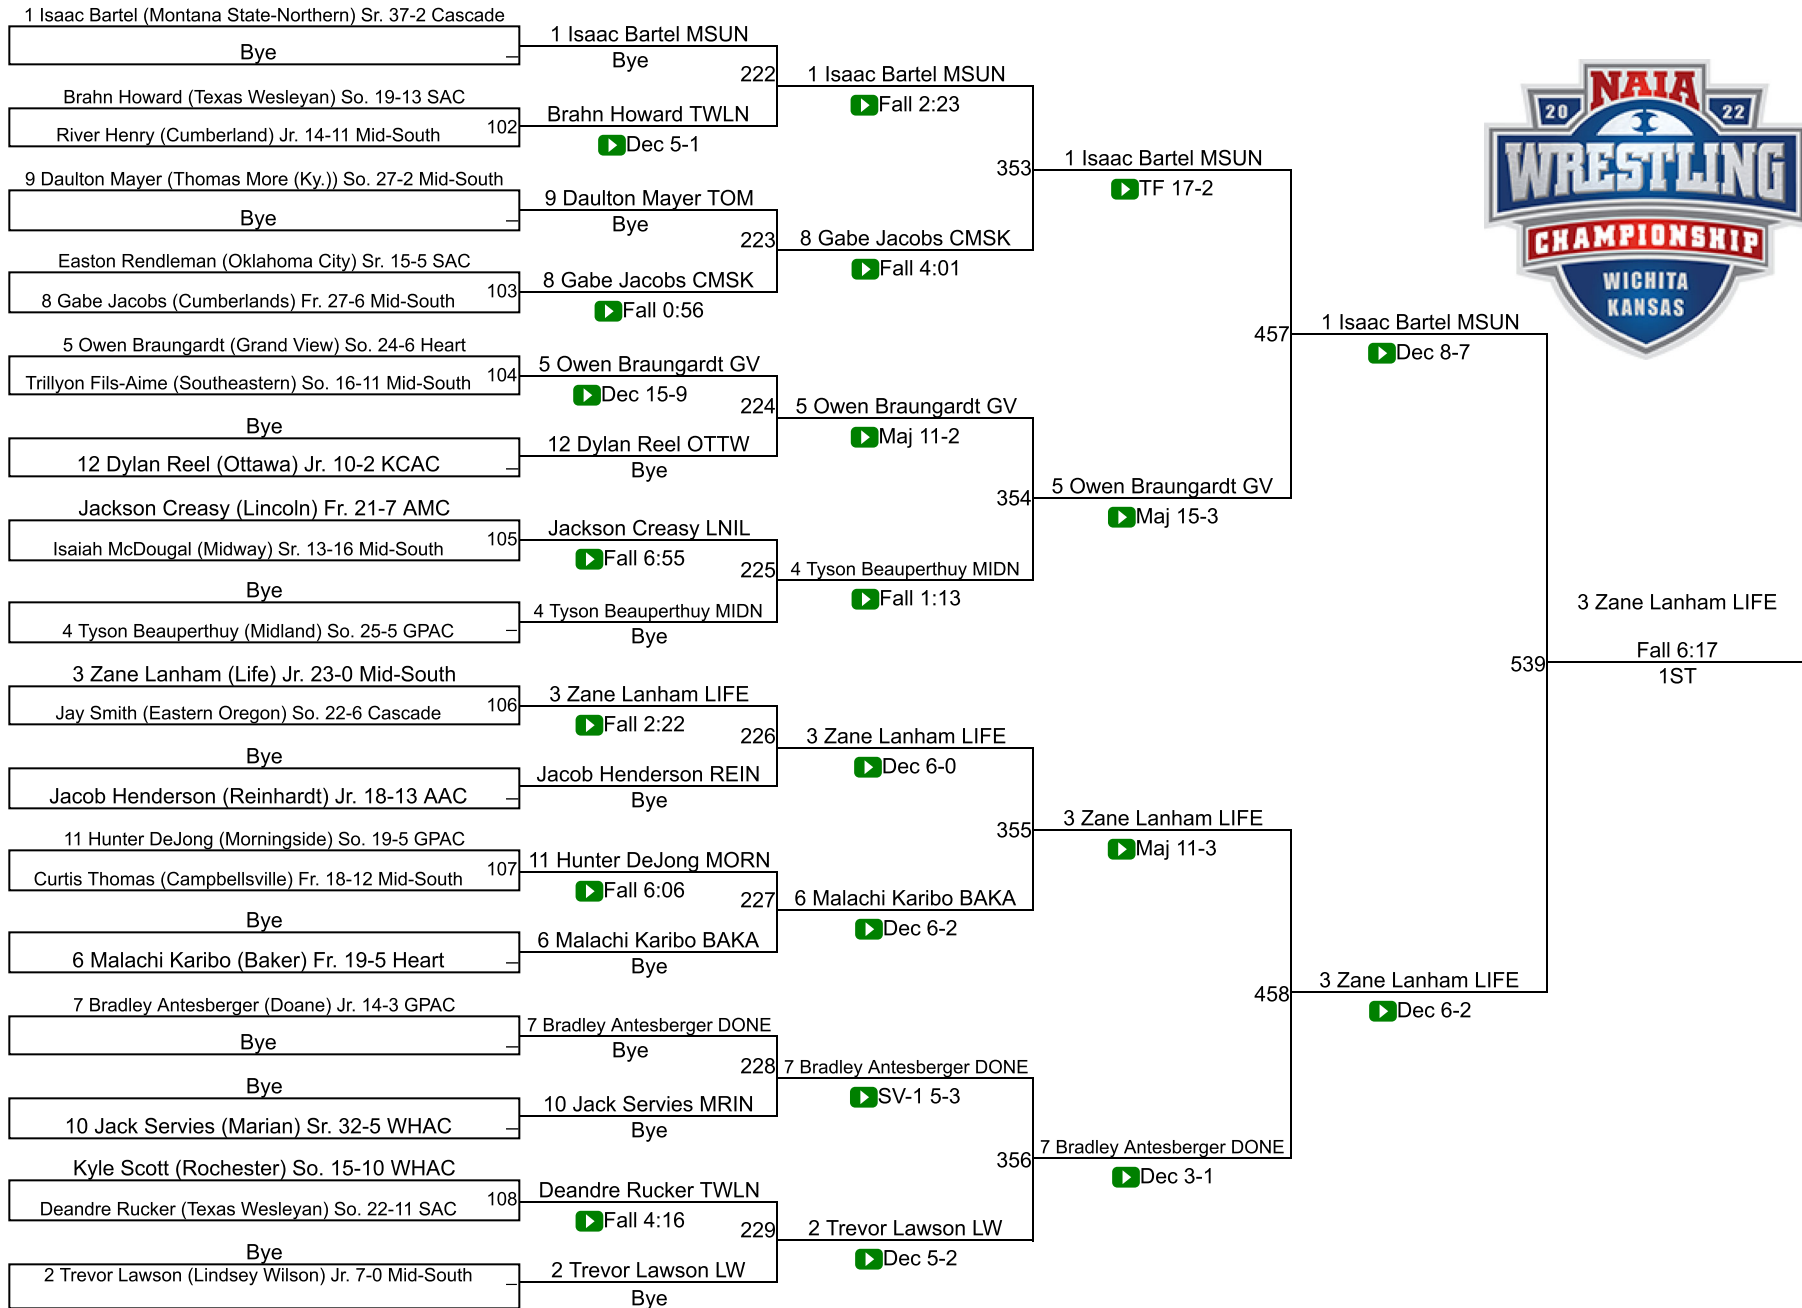 1 Isaac Bartel (Montana State-Northern) Sr. 37-2 Cascade
Bye
Brahn Howard (Texas Wesleyan) So. 19-13 SAC
River Henry (Cumberland) Jr. 14-11 Mid-South
102
9 Daulton Mayer (Thomas More (Ky.)) So. 27-2 Mid-South
Bye
Easton Rendleman (Oklahoma City) Sr. 15-5 SAC
8 Gabe Jacobs (Cumberlands) Fr. 27-6 Mid-South
103
5 Owen Braungardt (Grand View) So. 24-6 Heart
Trillyon Fils-Aime (Southeastern) So. 16-11 Mid-South
104
Bye
12 Dylan Reel (Ottawa) Jr. 10-2 KCAC
Jackson Creasy (Lincoln) Fr. 21-7 AMC
Isaiah McDougal (Midway) Sr. 13-16 Mid-South
105
Bye
4 Tyson Beauperthuy (Midland) So. 25-5 GPAC
3 Zane Lanham (Life) Jr. 23-0 Mid-South
Jay Smith (Eastern Oregon) So. 22-6 Cascade
106
Bye
Jacob Henderson (Reinhardt) Jr. 18-13 AAC
11 Hunter DeJong (Morningside) So. 19-5 GPAC
Curtis Thomas (Campbellsville) Fr. 18-12 Mid-South
107
Bye
6 Malachi Karibo (Baker) Fr. 19-5 Heart
7 Bradley Antesberger (Doane) Jr. 14-3 GPAC
Bye
Bye
10 Jack Servies (Marian) Sr. 32-5 WHAC
Kyle Scott (Rochester) So. 15-10 WHAC
Deandre Rucker (Texas Wesleyan) So. 22-11 SAC
108
Bye
2 Trevor Lawson (Lindsey Wilson) Jr. 7-0 Mid-South
1 Isaac Bartel MSUN
Bye
222
Brahn Howard TWLN
Dec 5-1
9 Daulton Mayer TOM
Bye
223
8 Gabe Jacobs CMSK
Fall 0:56
5 Owen Braungardt GV
Dec 15-9
224
12 Dylan Reel OTTW
Bye
Jackson Creasy LNIL
Fall 6:55
225
4 Tyson Beauperthuy MIDN
Bye
3 Zane Lanham LIFE
Fall 2:22
226
Jacob Henderson REIN
Bye
11 Hunter DeJong MORN
Fall 6:06
227
6 Malachi Karibo BAKA
Bye
7 Bradley Antesberger DONE
Bye
228
10 Jack Servies MRIN
Bye
Deandre Rucker TWLN
Fall 4:16
229
2 Trevor Lawson LW
Bye
1 Isaac Bartel MSUN
Fall 2:23
353
8 Gabe Jacobs CMSK
Fall 4:01
5 Owen Braungardt GV
Maj 11-2
354
4 Tyson Beauperthuy MIDN
Fall 1:13
3 Zane Lanham LIFE
Dec 6-0
355
6 Malachi Karibo BAKA
Dec 6-2
7 Bradley Antesberger DONE
SV-1 5-3
356
2 Trevor Lawson LW
Dec 5-2
1 Isaac Bartel MSUN
TF 17-2
457
5 Owen Braungardt GV
Maj 15-3
3 Zane Lanham LIFE
Maj 11-3
458
7 Bradley Antesberger DONE
Dec 3-1
1 Isaac Bartel MSUN
Dec 8-7
539
3 Zane Lanham LIFE
Dec 6-2
3 Zane Lanham LIFE
Fall 6:17
1ST
NAIA
20 22
WRESTLING
CHAMPIONSHIP
WICHITA
KANSAS